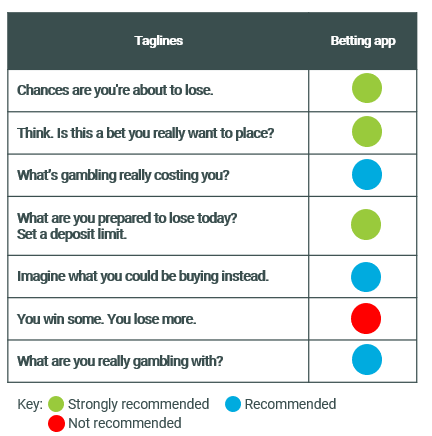 Taglines Betting app
Chances are you're about to lose.
Think. Is this a bet you really want to place?
What's gambling really costing you?
What are you prepared to lose today?
Set a deposit limit.
Imagine what you could be buying instead.
You win some. You lose more.
What are you really gambling with?
Key: Strongly recommended Recommended
Not recommended